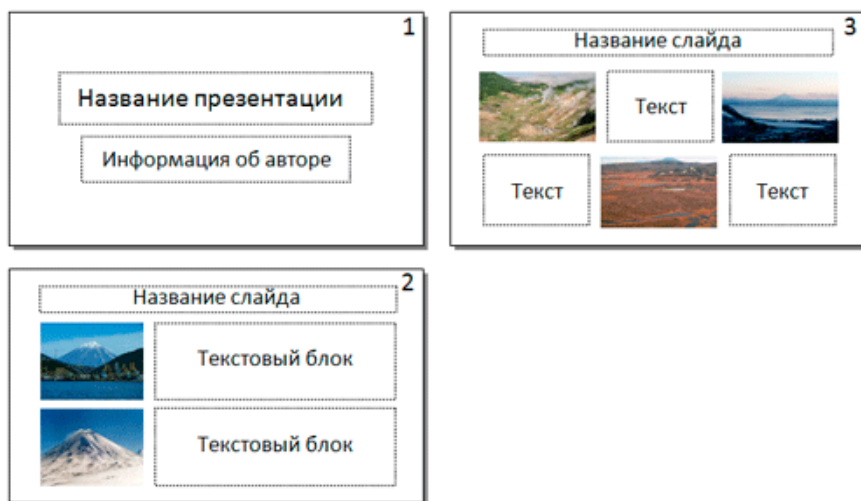 1
Название презентации
Информация об авторе
2
Название слайда
Текстовый блок
Текстовый блок
3
Название слайда
Текст
Текст
Текст